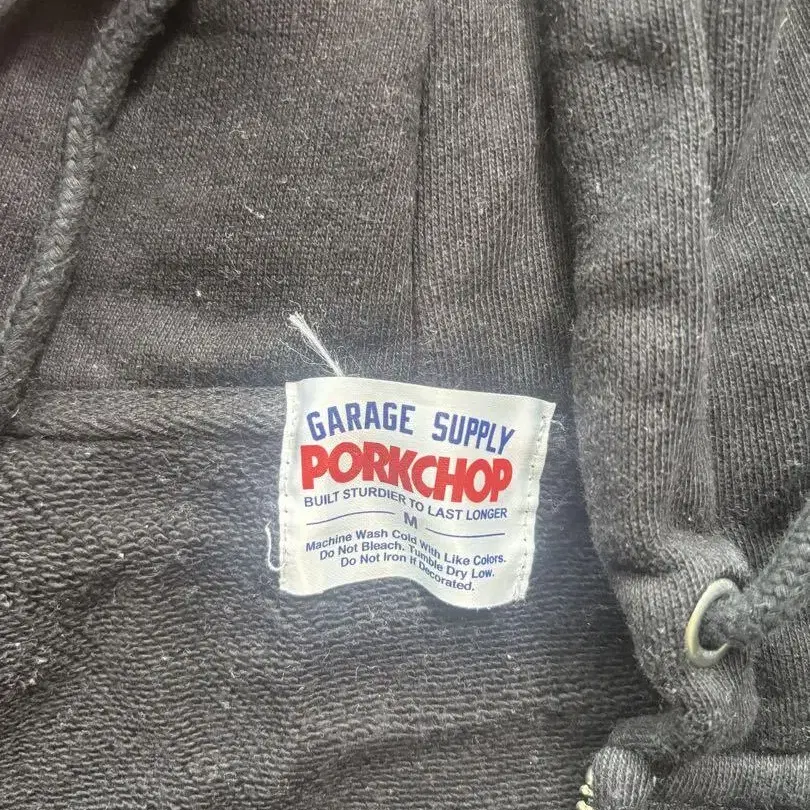 GARAGE SUPPLY
PORKCHOP
BUILT STURDIER TO LAST LONGER
M
Machine Wash Cold With Like Colors.
Do Not Bleach. Tumble Dry Low.
Do Not Iron If Decorated.